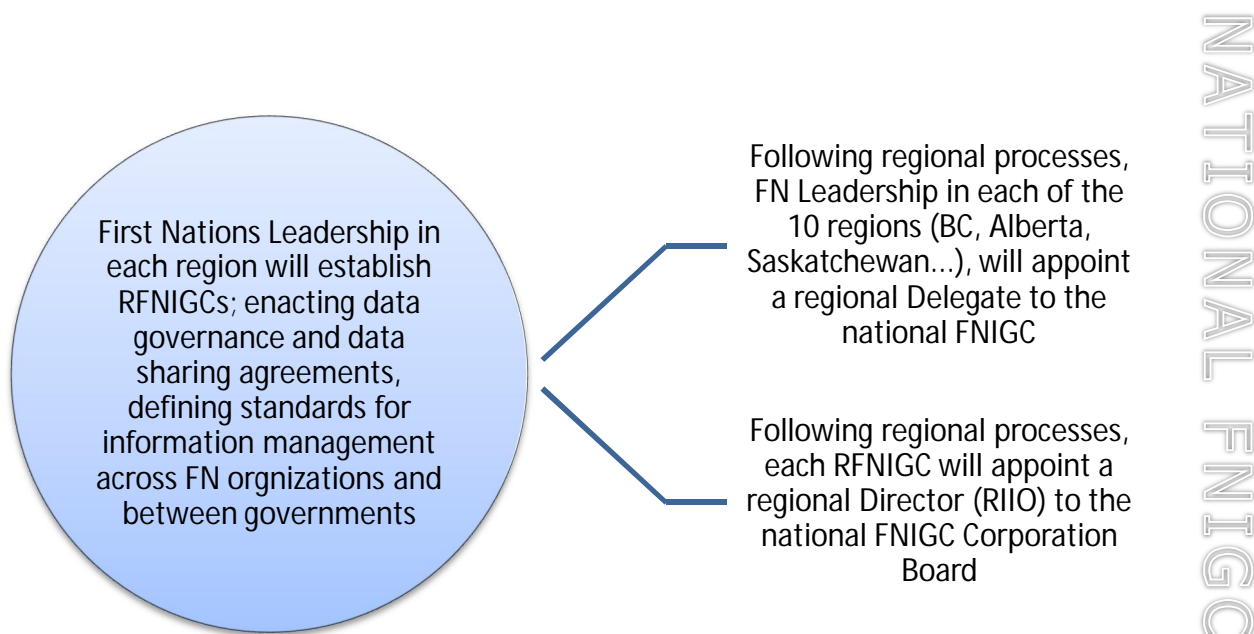 First Nations Leadership in
each region will establish
RFNIGCs; enacting data
governance and data
sharing agreements,
defining standards for
information management
across FN orgnizations and
between governments
Following regional processes,
FN Leadership in each of the
10 regions (BC, Alberta,
Saskatchewan...), will appoint
a regional Delegate to the
national FNIGC
Following regional processes,
each RFNIGC will appoint a
regional Director (RIIO) to the
national FNIGC Corporation
Board
NATIONAL FNIGC